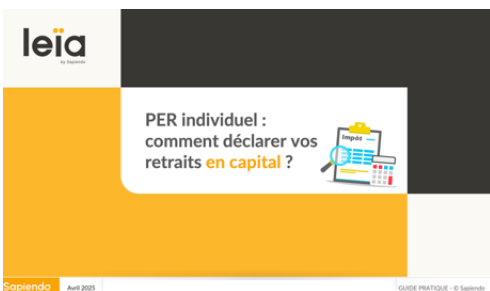 leïa
by Sapiendo
PER individuel :
comment déclarer vos
retraits en capital ?
Impôt
Sapiendo
Avril 2025
GUIDE PRATIQUE - © Sapiendo